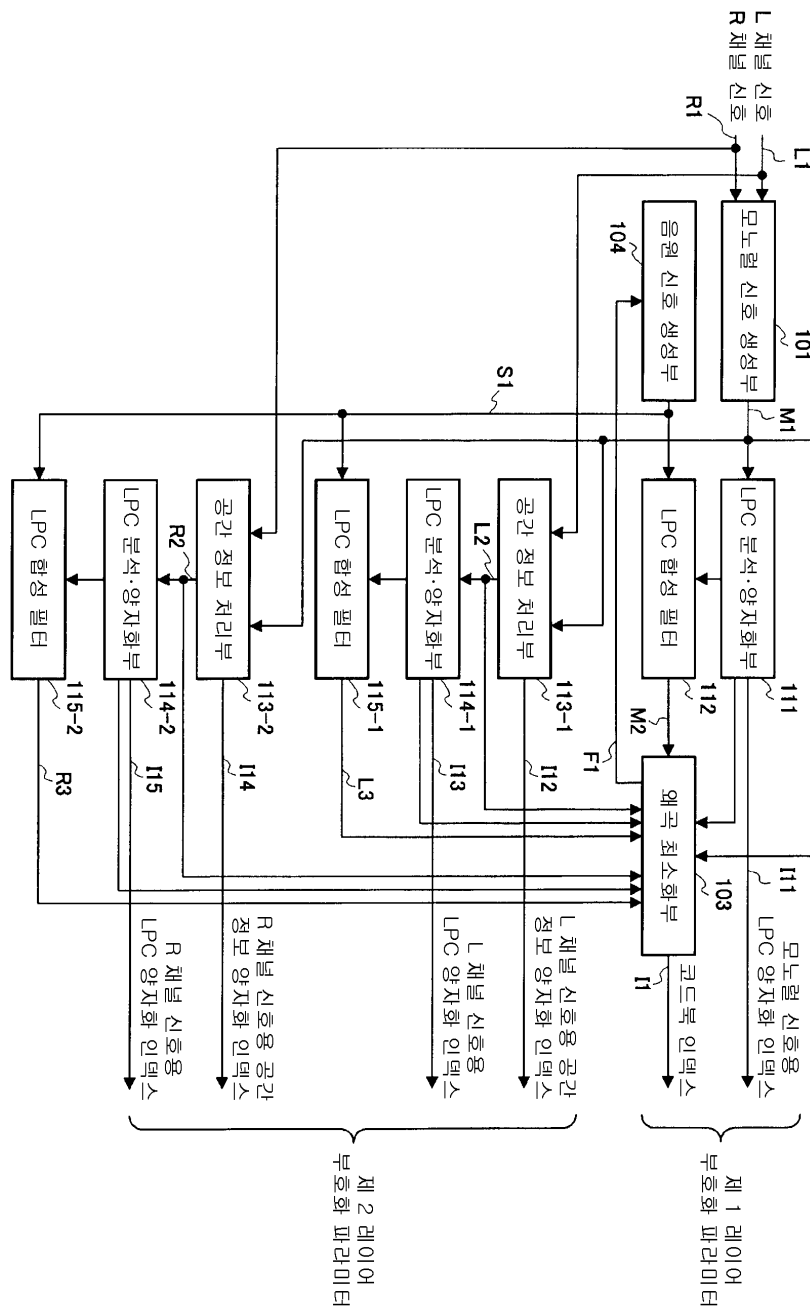 L 채널 신호
R 채널 신호
L1
R1
모노럴 신호 생성부
101
음원 신호 생성부
104
M1
S1
LPC 분석·양자화부
111
LPC 합성 필터
112
M2
F1
왜곡 최소화부
103
I11
I1
모노럴 신호용
LPC 양자화 인덱스
코드북 인덱스
제 1 레이어
부호화 파라미터
공간 정보 처리부
113-1
L2
I12
L 채널 신호용 공간
정보 양자화 인덱스
LPC 분석·양자화부
114-1
I13
L 채널 신호용
LPC 양자화 인덱스
LPC 합성 필터
115-1
L3
공간 정보 처리부
113-2
R2
I14
R 채널 신호용 공간
정보 양자화 인덱스
LPC 분석·양자화부
114-2
I15
R 채널 신호용
LPC 양자화 인덱스
LPC 합성 필터
115-2
R3
제 2 레이어
부호화 파라미터